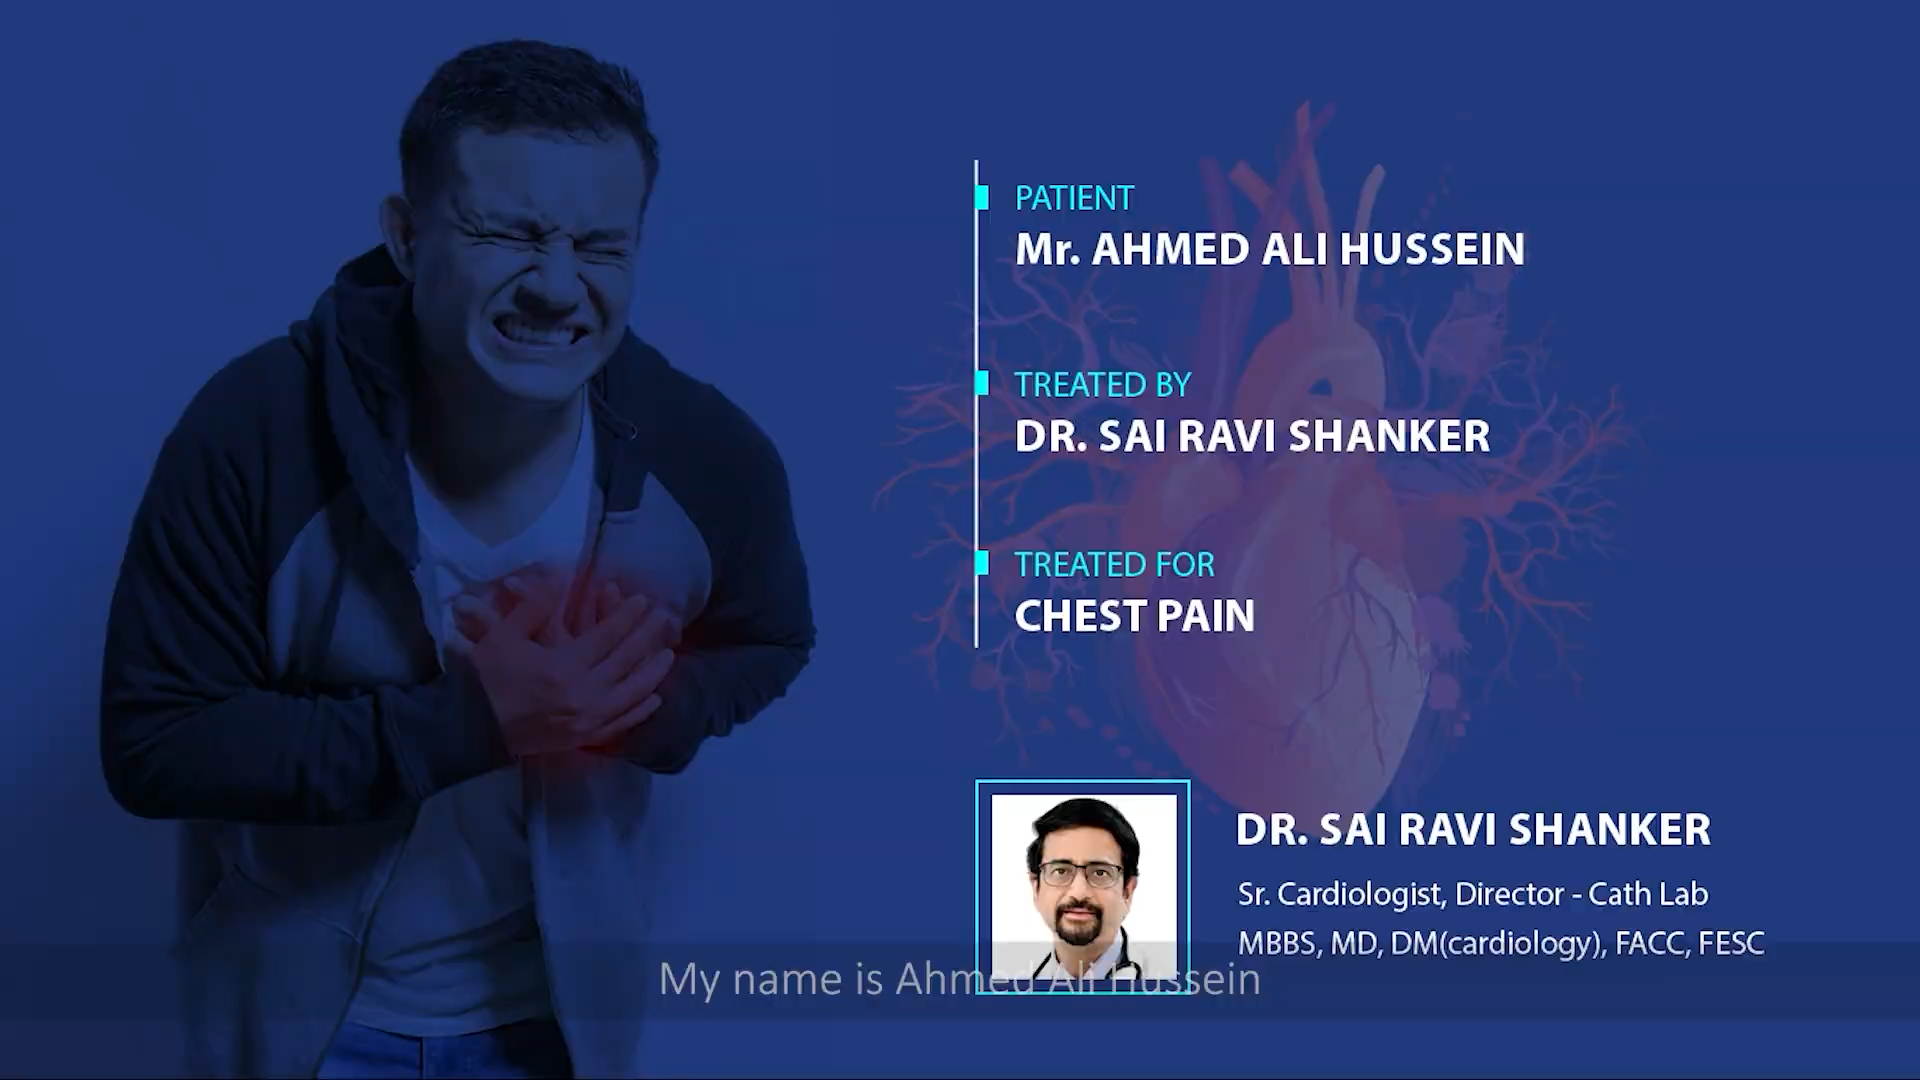 PATIENT
Mr. AHMED ALI HUSSEIN
TREATED BY
DR. SAI RAVI SHANKER
TREATED FOR
CHEST PAIN
DR. SAI RAVI SHANKER
Sr. Cardiologist, Director - Cath Lab
MBBS, MD, DM(cardiology), FACC, FESC
My name is Ahmed Ali Hussein